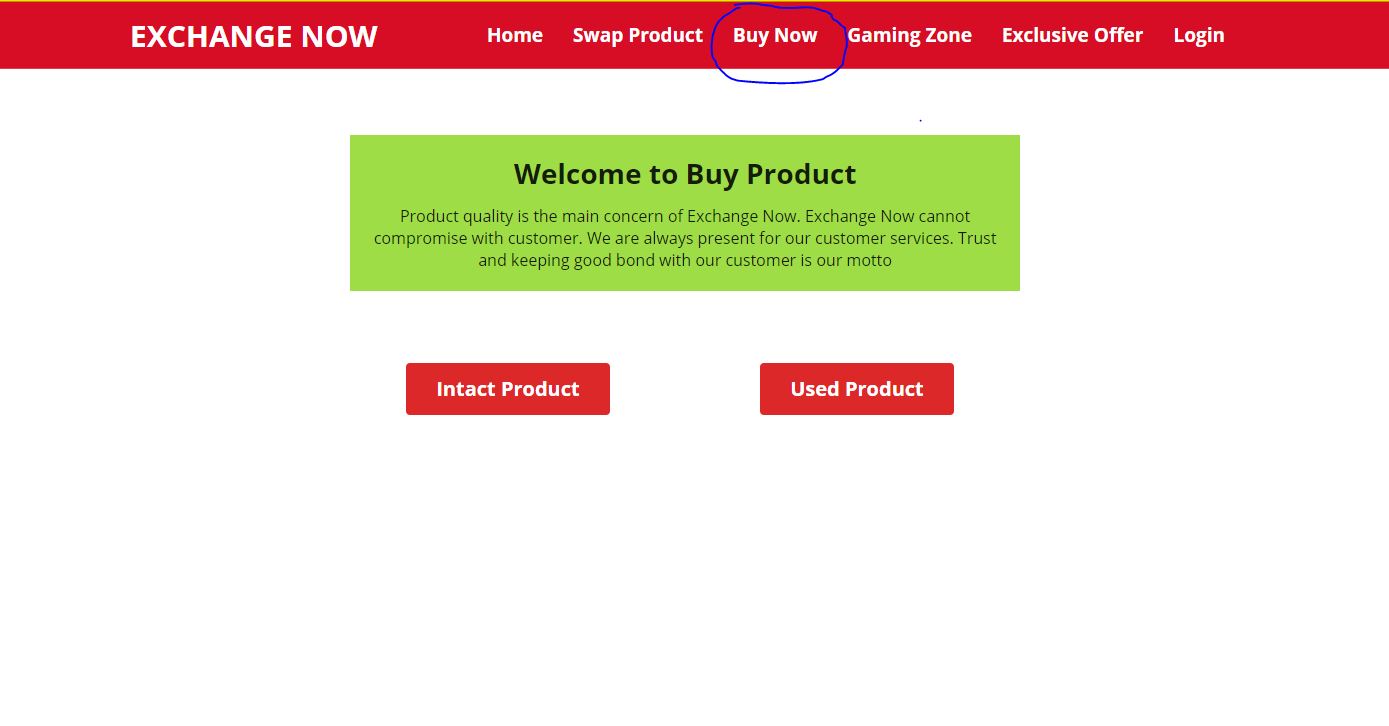 EXCHANGE NOW
Home Swap Product Buy Now Gaming Zone Exclusive Offer Login
Welcome to Buy Product
Product quality is the main concern of Exchange Now. Exchange Now cannot
compromise with customer. We are always present for our customer services. Trust
and keeping good bond with our customer is our motto
Intact Product Used Product